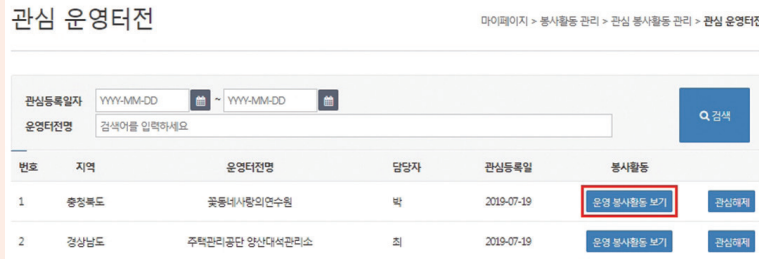 관심 운영터전
마이페이지 > 봉사활동 관리 > 관심 봉사활동 관리 > 관심 운영터전
관심등록일자 YYYY-MM-DD ~ YYYY-MM-DD
운영터전명 검색어를 입력하세요
검색
번호 지역 운영터전명 담당자 관심등록일 봉사활동
1 충청북도 꽃동네사랑의연수원 박 2019-07-19 운영 봉사활동 보기 관심해제
2 경상남도 주택관리공단 양산대석관리소 최 2019-07-19 운영 봉사활동 보기 관심해제